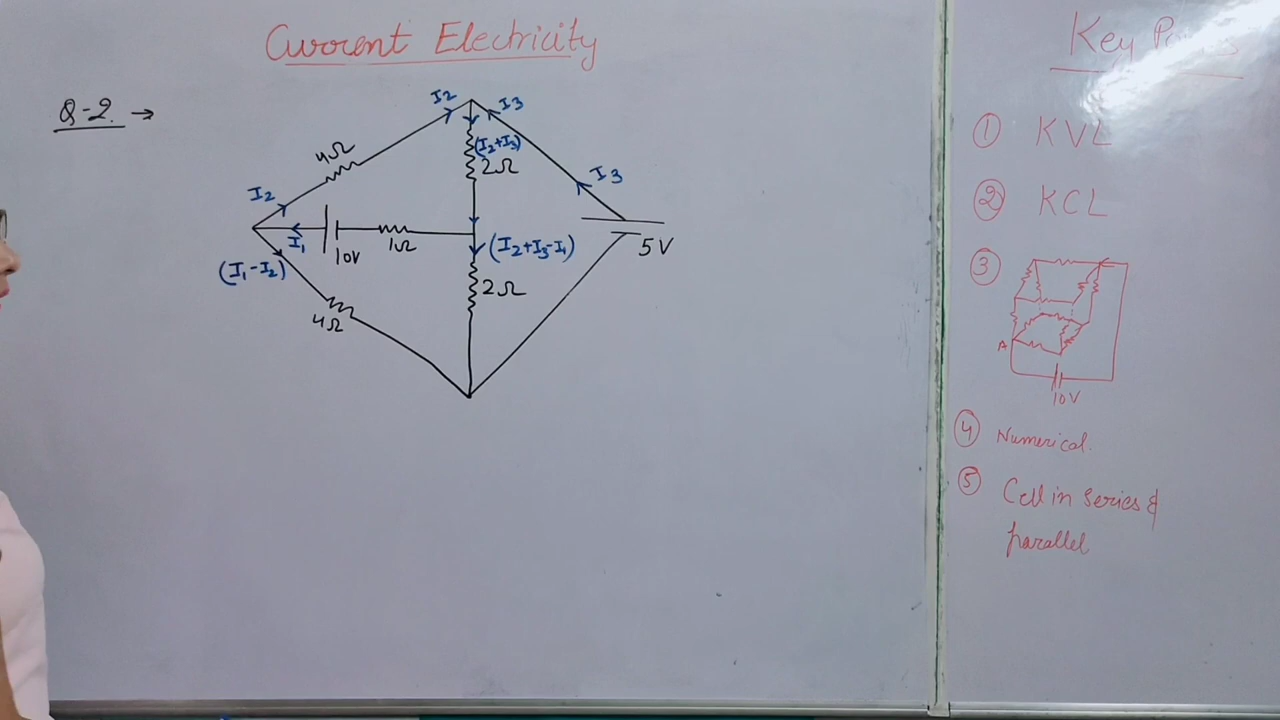 Current Electricity
Q-2. →
I2
I3
4Ω
(I2+I3)
2Ω
I2
I3
I1
10V
1Ω
(I2+I3-I1)
5V
(I1-I2)
4Ω
2Ω
Key
① KVL
② KCL
③
A
10V
④ Numerical.
⑤ Cell in series &
parallel